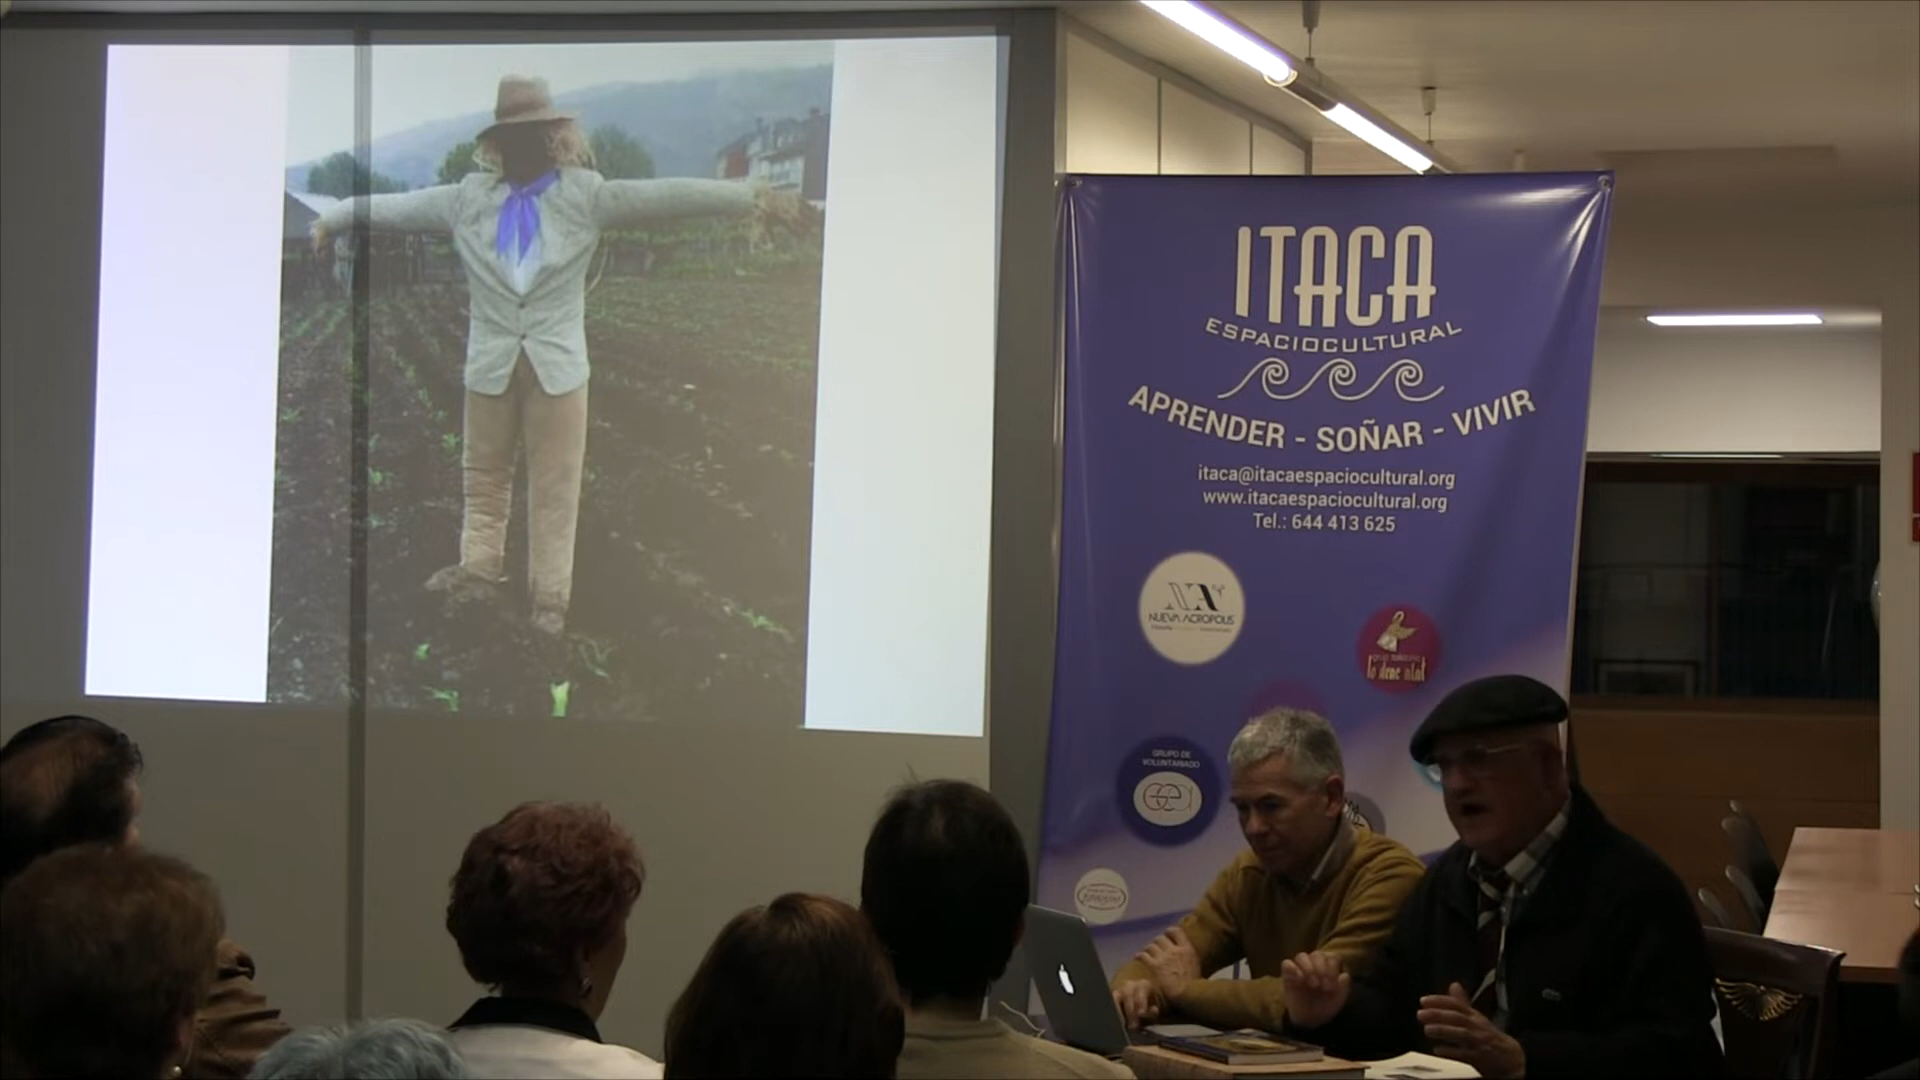 ITACA
ESPACIOCULTURAL
APRENDER - SOÑAR - VIVIR
itaca@itacaespaciocultural.org
www.itacaespaciocultural.org
Tel.: 644 413 625
NA
NUEVA ACROPOLIS
GRUPO DE
VOLUNTARIADO